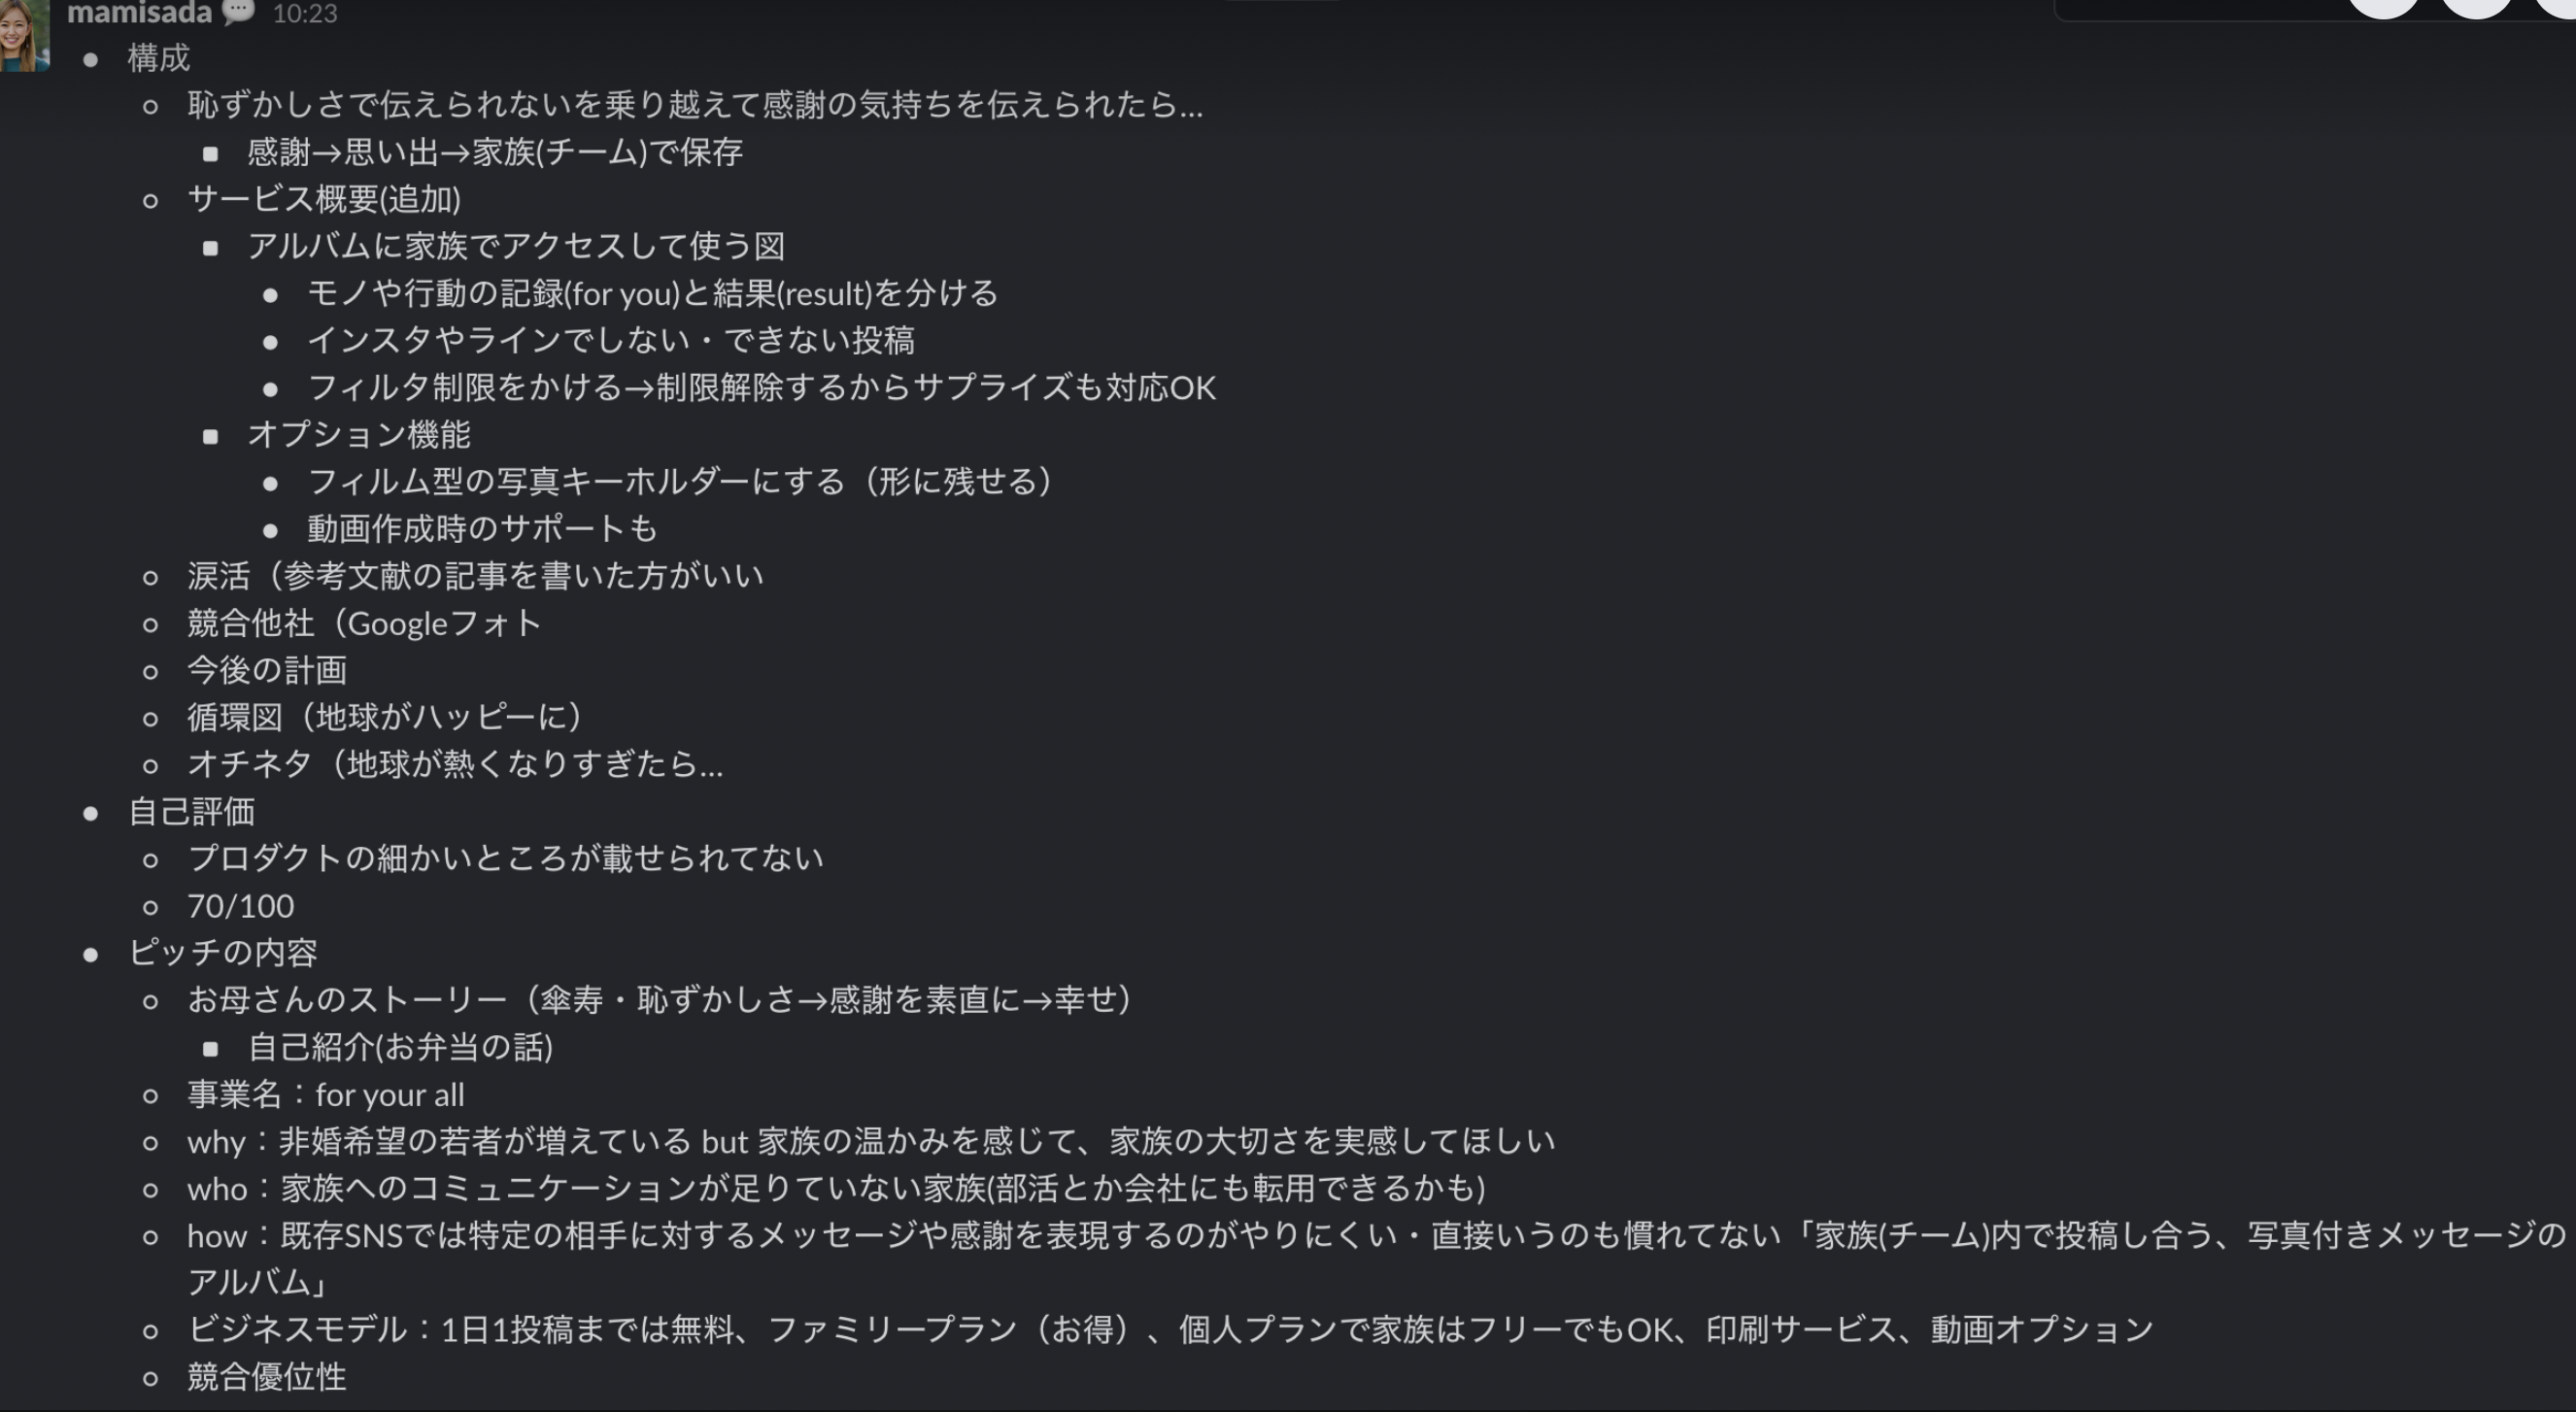 mamisada 10:23
構成
恥ずかしさで伝えられないを乗り越えて感謝の気持ちを伝えられたら...
感謝→思い出→家族(チーム)で保存
サービス概要(追加)
アルバムに家族でアクセスして使う図
モノや行動の記録(for you)と結果(result)を分ける
インスタやラインでしない・できない投稿
フィルタ制限をかける→制限解除するからサプライズも対応OK
オプション機能
フィルム型の写真キーホルダーにする（形に残せる）
動画作成時のサポートも
涙活（参考文献の記事を書いた方がいい
競合他社（Googleフォト
今後の計画
循環図（地球がハッピーに）
オチネタ（地球が熱くなりすぎたら...
自己評価
プロダクトの細かいところが載せられてない
70/100
ピッチの内容
お母さんのストーリー（傘寿・恥ずかしさ→感謝を素直に→幸せ）
自己紹介(お弁当の話)
事業名：for your all
why：非婚希望の若者が増えている but 家族の温かみを感じて、家族の大切さを実感してほしい
who：家族へのコミュニケーションが足りていない家族(部活とか会社にも転用できるかも)
how：既存SNSでは特定の相手に対するメッセージや感謝を表現するのがやりにくい・直接いうのも慣れてない「家族(チーム)内で投稿し合う、写真付きメッセージの
アルバム」
ビジネスモデル：1日1投稿までは無料、ファミリープラン（お得）、個人プランで家族はフリーでもOK、印刷サービス、動画オプション
競合優位性